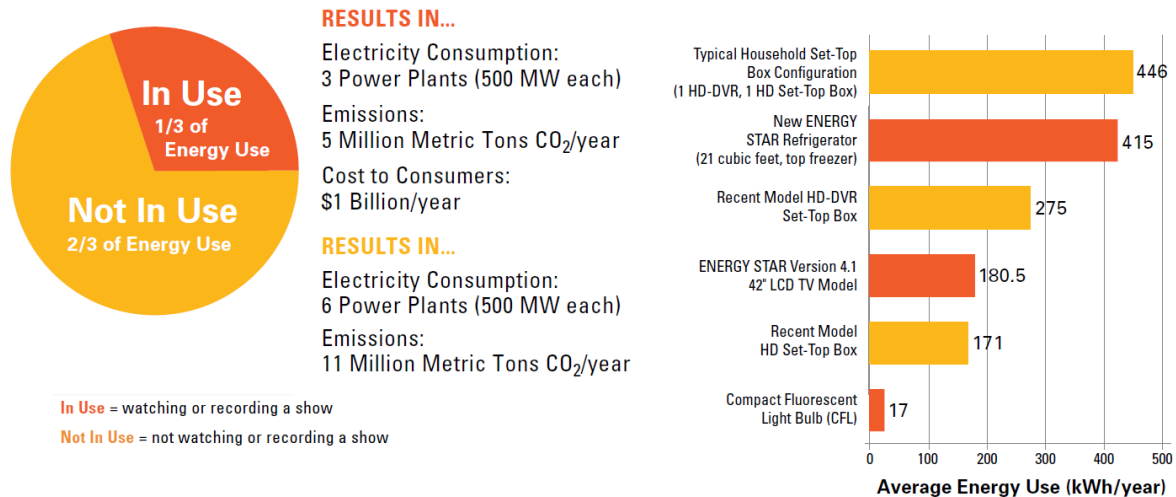 In Use
1/3 of
Energy Use
Not In Use
2/3 of Energy Use
In Use = watching or recording a show
Not In Use = not watching or recording a show
RESULTS IN...
Electricity Consumption:
3 Power Plants (500 MW each)
Emissions:
5 Million Metric Tons CO₂/year
Cost to Consumers:
$1 Billion/year
RESULTS IN...
Electricity Consumption:
6 Power Plants (500 MW each)
Emissions:
11 Million Metric Tons CO₂/year
Typical Household Set-Top
Box Configuration
(1 HD-DVR, 1 HD Set-Top Box)
446
New ENERGY
STAR Refrigerator
(21 cubic feet, top freezer)
415
Recent Model HD-DVR
Set-Top Box
275
ENERGY STAR Version 4.1
42" LCD TV Model
180.5
Recent Model
HD Set-Top Box
171
Compact Fluorescent
Light Bulb (CFL)
17
0 100 200 300 400 500
Average Energy Use (kWh/year)